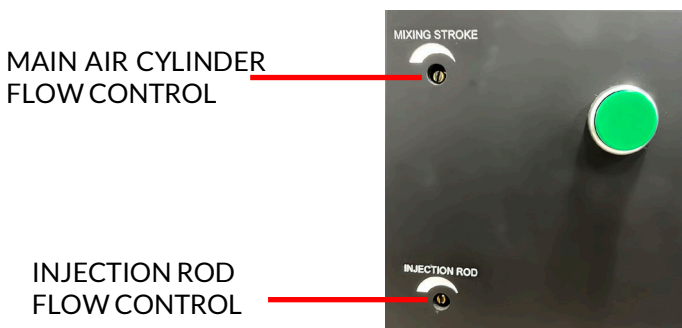 MIXING STROKE
MAIN AIR CYLINDER
FLOW CONTROL
INJECTION ROD
INJECTION ROD
FLOW CONTROL